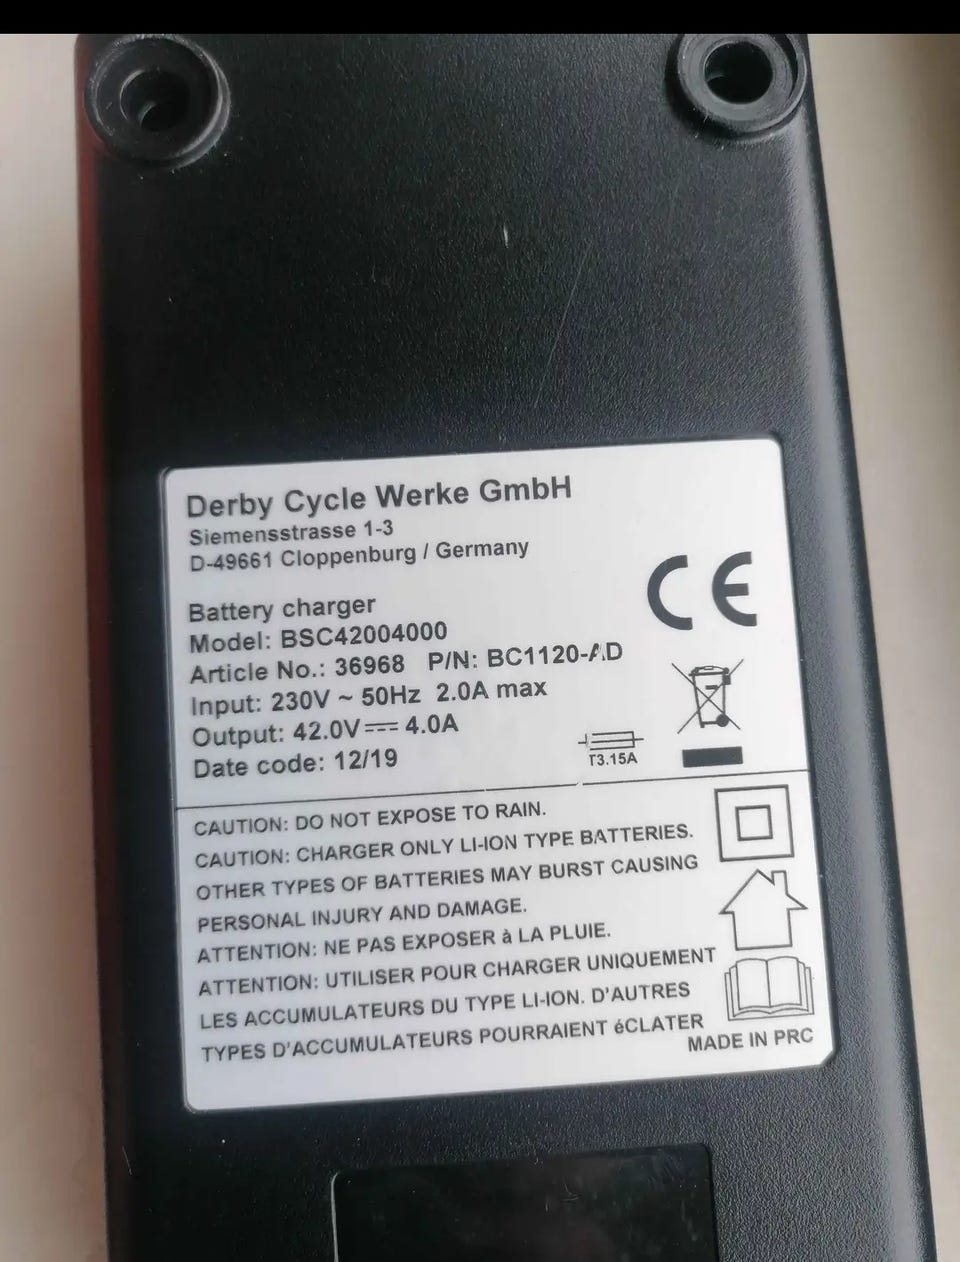 Derby Cycle Werke GmbH
Siemensstrasse 1-3
D-49661 Cloppenburg / Germany
Battery charger
Model: BSC42004000
Article No.: 36968 P/N: BC1120-AD
Input: 230V ~ 50Hz 2.0A max
Output: 42.0V⎓4.0A
Date code: 12/19
CE
T3.15A
CAUTION: DO NOT EXPOSE TO RAIN.
CAUTION: CHARGER ONLY LI-ION TYPE BATTERIES.
OTHER TYPES OF BATTERIES MAY BURST CAUSING
PERSONAL INJURY AND DAMAGE.
ATTENTION: NE PAS EXPOSER à LA PLUIE.
ATTENTION: UTILISER POUR CHARGER UNIQUEMENT
LES ACCUMULATEURS DU TYPE LI-ION. D'AUTRES
TYPES D'ACCUMULATEURS POURRAIENT éCLATER
MADE IN PRC